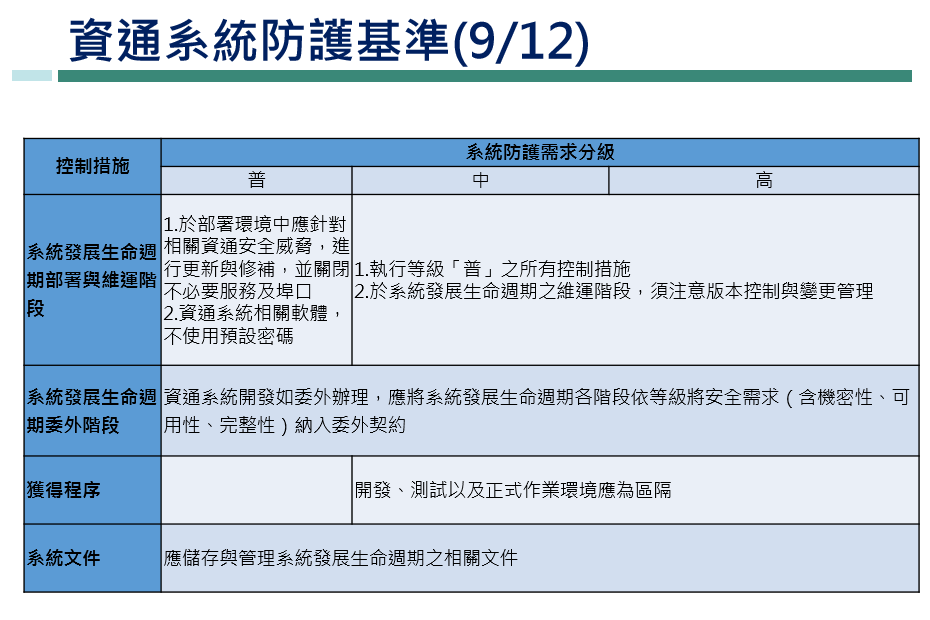 資通系統防護基準(9/12)
控制措施
系統防護需求分級
普
中
高
系統發展生命週
期部署與維運階
段
1.於部署環境中應針對
相關資通安全威脅，進
行更新與修補，並關閉
不必要服務及埠口
2.資通系統相關軟體，
不使用預設密碼
1.執行等級「普」之所有控制措施
2.於系統發展生命週期之維運階段，須注意版本控制與變更管理
系統發展生命週
期委外階段
資通系統開發如委外辦理，應將系統發展生命週期各階段依等級將安全需求（含機密性、可
用性、完整性）納入委外契約
獲得程序
開發、測試以及正式作業環境應為區隔
系統文件
應儲存與管理系統發展生命週期之相關文件